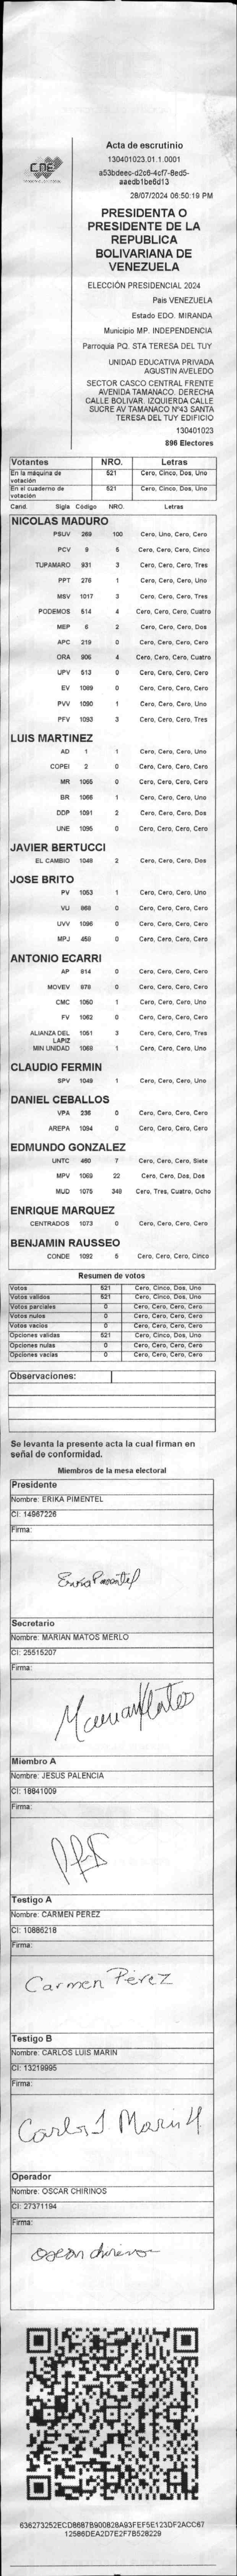 CNE
Acta de escrutinio
130401023.01.1.0001
a53bdeec-d2c6-4cf7-8ed5-
aaedb1be6d13
28/07/2024 06:50:19 PM
PRESIDENTA O
PRESIDENTE DE LA
REPUBLICA
BOLIVARIANA DE
VENEZUELA
ELECCIÓN PRESIDENCIAL 2024
Pais VENEZUELA
Estado EDO. MIRANDA
Municipio MP. INDEPENDENCIA
Parroquia PQ. STA TERESA DEL TUY
UNIDAD EDUCATIVA PRIVADA
AGUSTIN AVELEDO
SECTOR CASCO CENTRAL FRENTE
AVENIDA TAMANACO. DERECHA
CALLE BOLIVAR. IZQUIERDA CALLE
SUCRE AV TAMANACO Nº43 SANTA
TERESA DEL TUY EDIFICIO
130401023
896 Electores
Votantes NRO. Letras
En la máquina de votación 521 Cero, Cinco, Dos, Uno
En el cuaderno de votación 521 Cero, Cinco, Dos, Uno
Cand. Sigla Código NRO. Letras
NICOLAS MADURO
PSUV 269 100 Cero, Uno, Cero, Cero
PCV 9 5 Cero, Cero, Cero, Cinco
TUPAMARO 931 3 Cero, Cero, Cero, Tres
PPT 276 1 Cero, Cero, Cero, Uno
MSV 1017 3 Cero, Cero, Cero, Tres
PODEMOS 514 4 Cero, Cero, Cero, Cuatro
MEP 6 2 Cero, Cero, Cero, Dos
APC 219 0 Cero, Cero, Cero, Cero
ORA 906 4 Cero, Cero, Cero, Cuatro
UPV 513 0 Cero, Cero, Cero, Cero
EV 1089 0 Cero, Cero, Cero, Cero
PVV 1090 1 Cero, Cero, Cero, Uno
PFV 1093 3 Cero, Cero, Cero, Tres
LUIS MARTINEZ
AD 1 1 Cero, Cero, Cero, Uno
COPEI 2 0 Cero, Cero, Cero, Cero
MR 1065 0 Cero, Cero, Cero, Cero
BR 1066 1 Cero, Cero, Cero, Uno
DDP 1091 2 Cero, Cero, Cero, Dos
UNE 1095 0 Cero, Cero, Cero, Cero
JAVIER BERTUCCI
EL CAMBIO 1048 2 Cero, Cero, Cero, Dos
JOSE BRITO
PV 1053 1 Cero, Cero, Cero, Uno
VU 868 0 Cero, Cero, Cero, Cero
UVV 1096 0 Cero, Cero, Cero, Cero
MPJ 459 0 Cero, Cero, Cero, Cero
ANTONIO ECARRI
AP 914 0 Cero, Cero, Cero, Cero
MOVEV 978 0 Cero, Cero, Cero, Cero
CMC 1050 1 Cero, Cero, Cero, Uno
FV 1062 0 Cero, Cero, Cero, Cero
ALIANZA DEL LAPIZ 1051 3 Cero, Cero, Cero, Tres
MIN UNIDAD 1068 1 Cero, Cero, Cero, Uno
CLAUDIO FERMIN
SPV 1049 1 Cero, Cero, Cero, Uno
DANIEL CEBALLOS
VPA 236 0 Cero, Cero, Cero, Cero
AREPA 1094 0 Cero, Cero, Cero, Cero
EDMUNDO GONZALEZ
UNTC 460 7 Cero, Cero, Cero, Siete
MPV 1069 22 Cero, Cero, Dos, Dos
MUD 1075 348 Cero, Tres, Cuatro, Ocho
ENRIQUE MARQUEZ
CENTRADOS 1073 0 Cero, Cero, Cero, Cero
BENJAMIN RAUSSEO
CONDE 1092 5 Cero, Cero, Cero, Cinco
Resumen de votos
Votos 521 Cero, Cinco, Dos, Uno
Votos validos 521 Cero, Cinco, Dos, Uno
Votos parciales 0 Cero, Cero, Cero, Cero
Votos nulos 0 Cero, Cero, Cero, Cero
Votos vacios 0 Cero, Cero, Cero, Cero
Opciones validas 521 Cero, Cinco, Dos, Uno
Opciones nulas 0 Cero, Cero, Cero, Cero
Opciones vacias 0 Cero, Cero, Cero, Cero
Observaciones:
Se levanta la presente acta la cual firman en
señal de conformidad.
Miembros de la mesa electoral
Presidente
Nombre: ERIKA PIMENTEL
CI: 14967226
Firma:
Erika Pimentel
Secretario
Nombre: MARIAN MATOS MERLO
CI: 25515207
Firma:
Marian Matos
Miembro A
Nombre: JESUS PALENCIA
CI: 18841009
Firma:
Testigo A
Nombre: CARMEN PEREZ
CI: 10886218
Firma:
Carmen Pérez
Testigo B
Nombre: CARLOS LUIS MARIN
CI: 13219995
Firma:
Carlos L Marin
Operador
Nombre: OSCAR CHIRINOS
CI: 27371194
Firma:
Oscar chirinos
636273252ECD8687B900828A93FEF5E123DF2ACC67
12586DEA2D7E2F7B528229